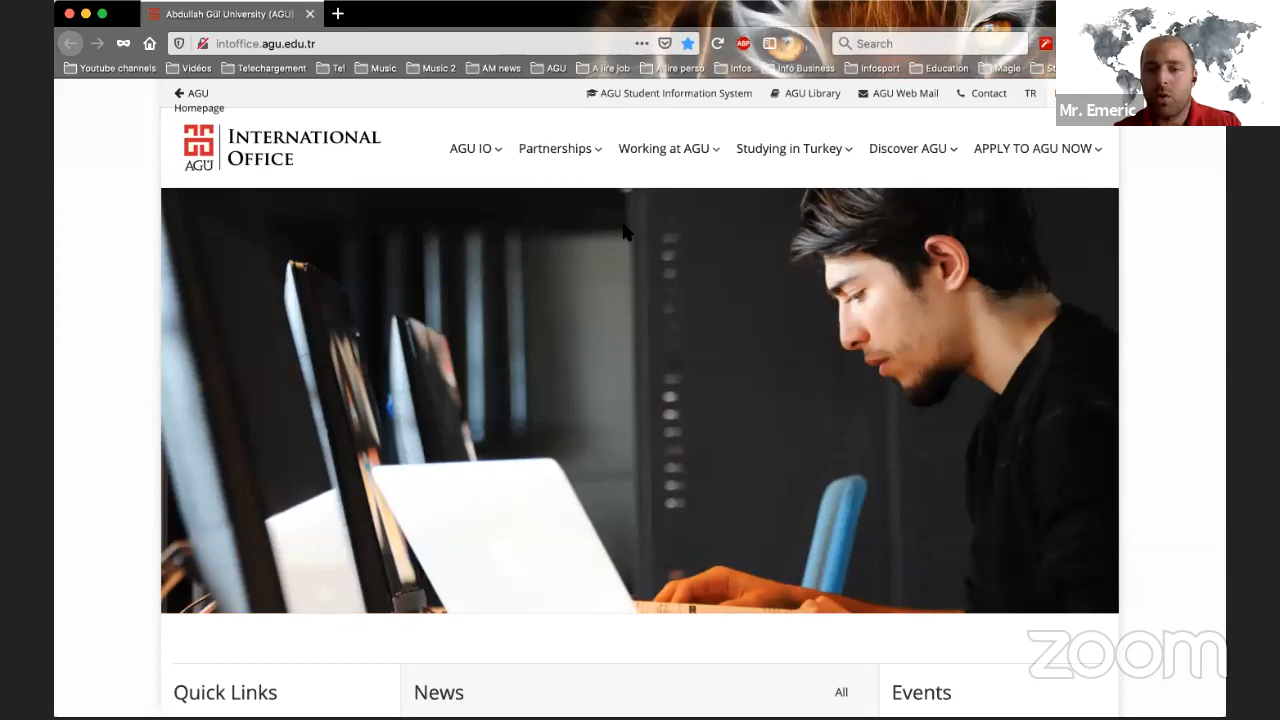 Abdullah Gül University (AGU)
intoffice.agu.edu.tr
ABP
Search
Youtube channels
Vidéos
Telechargement
Tel
Music
Music 2
AM news
AGU
A lire job
A lire perso
Infos
Info Business
Infosport
Education
Magie
Mr. Emeric
AGU Homepage
AGU Student Information System
AGU Library
AGU Web Mail
Contact
TR
AGÜ
INTERNATIONAL
OFFICE
AGU IO
Partnerships
Working at AGU
Studying in Turkey
Discover AGU
APPLY TO AGU NOW
zoom
Quick Links
News
All
Events